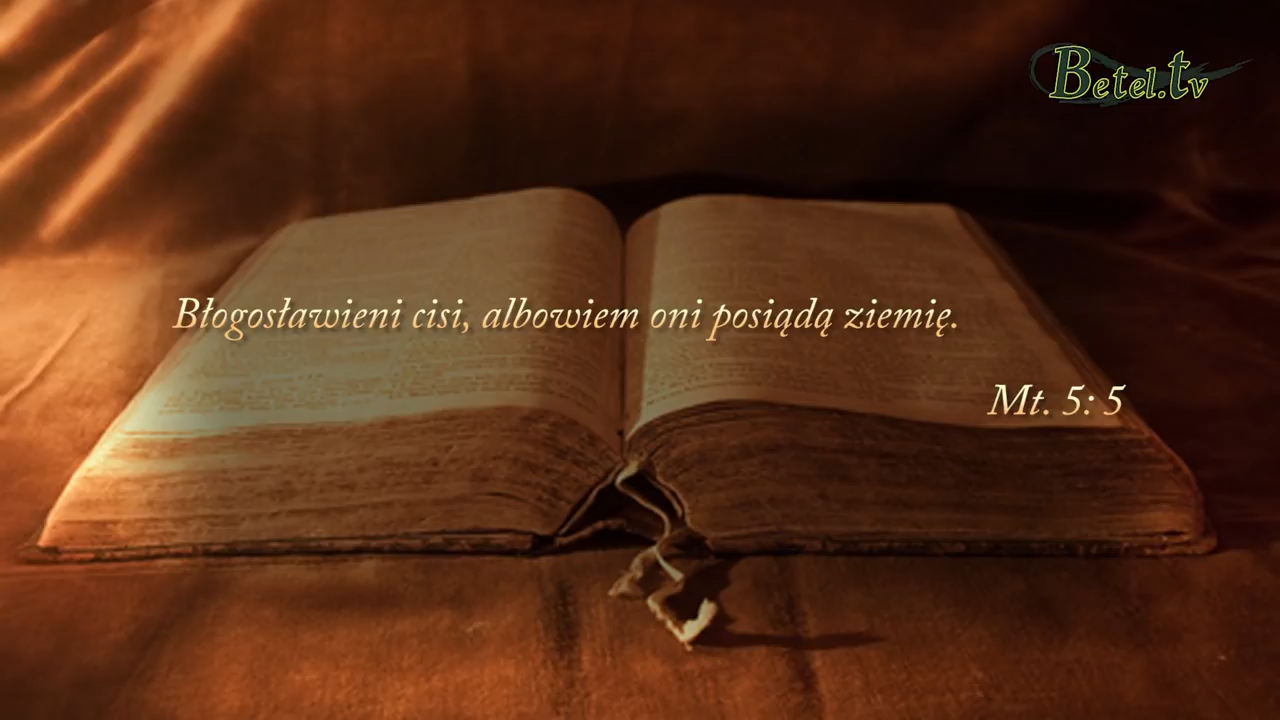 Betel.tv
Błogosławieni cisi, albowiem oni posiądą ziemię.
Mt. 5: 5